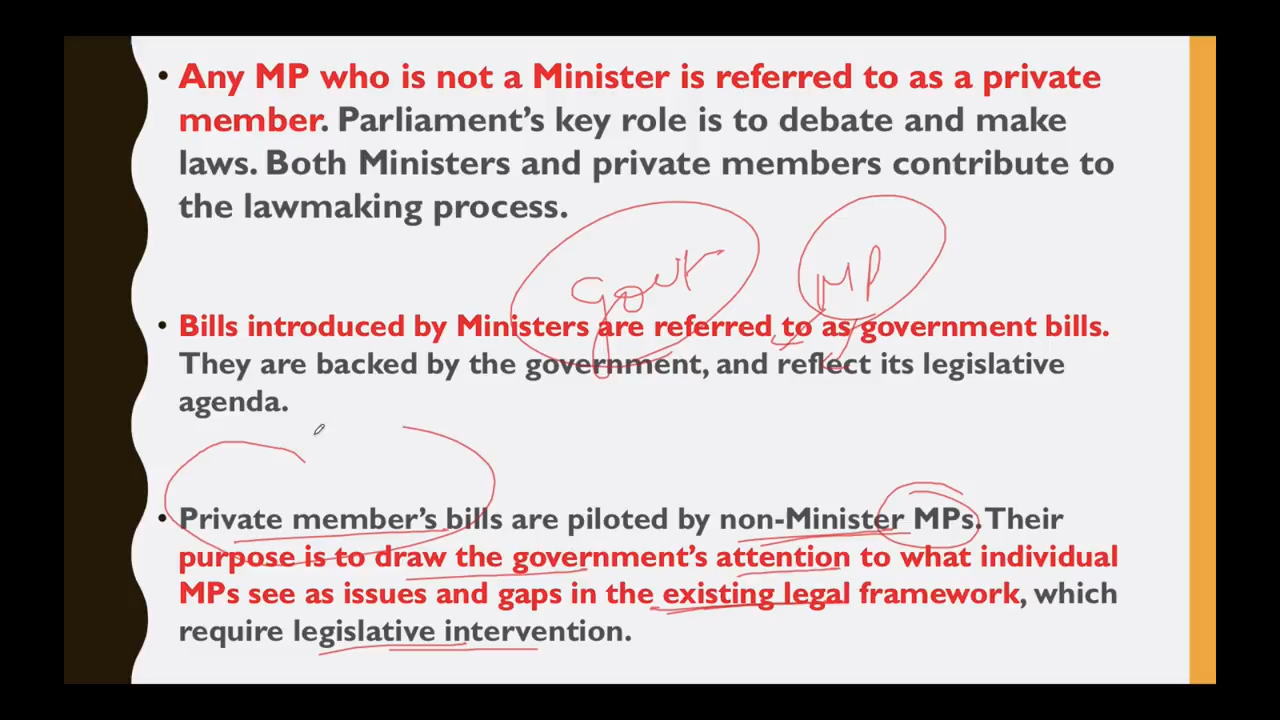 • Any MP who is not a Minister is referred to as a private
member. Parliament's key role is to debate and make
laws. Both Ministers and private members contribute to
the lawmaking process.
Govt MP
• Bills introduced by Ministers are referred to as government bills.
They are backed by the government, and reflect its legislative
agenda.
• Private member's bills are piloted by non-Minister MPs. Their
purpose is to draw the government's attention to what individual
MPs see as issues and gaps in the existing legal framework, which
require legislative intervention.